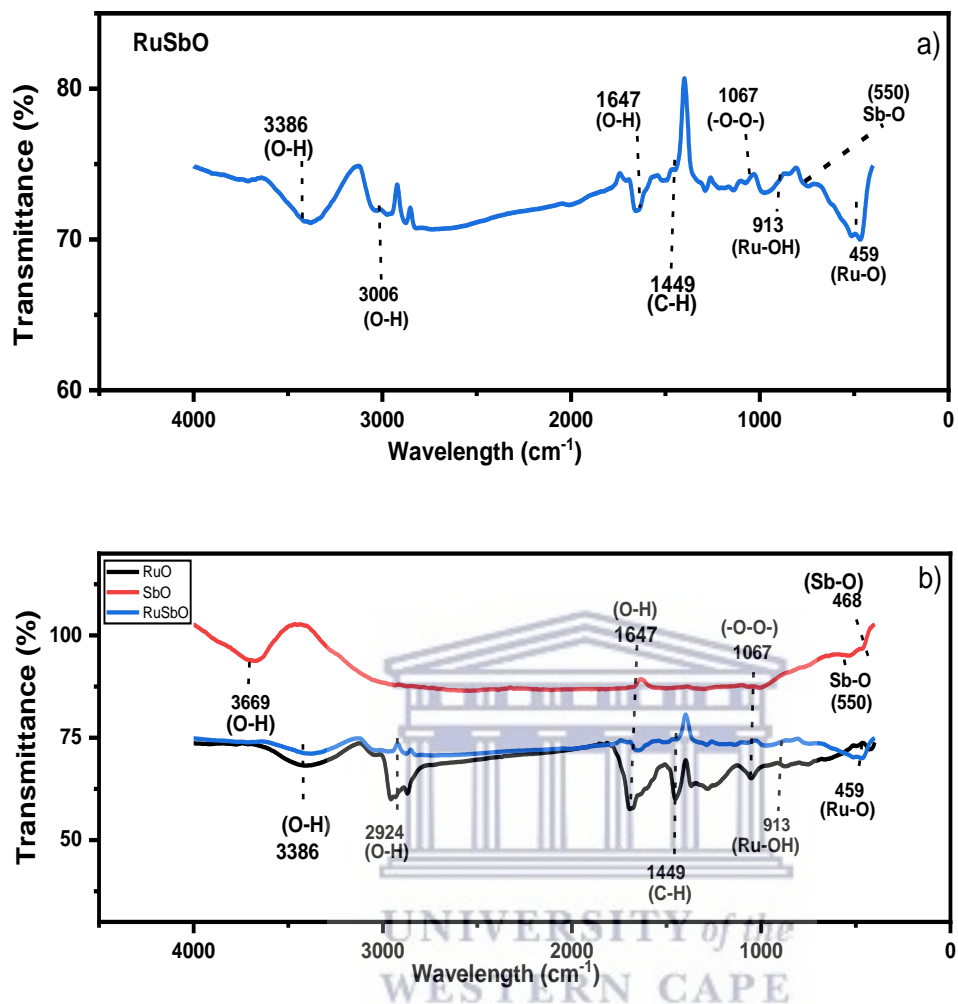 RuSbO
a)
(550)
Sb-O
1067
(-O-O-)
1647
(O-H)
3386
(O-H)
80
70
60
3006
(O-H)
1449
(C-H)
913
(Ru-OH)
459
(Ru-O)
Transmittance (%)
4000
3000
2000
1000
0
Wavelength (cm⁻¹)
RuO
SbO
RuSbO
b)
(Sb-O)
468
(O-H)
1647
(-O-O-)
1067
100
75
50
3669
(O-H)
Sb-O
(550)
459
(Ru-O)
(O-H)
3386
2924
(O-H)
1449
(C-H)
913
(Ru-OH)
Transmittance (%)
UNIVERSITY of the
4000
3000
2000
1000
0
Wavelength (cm⁻¹)
WESTERN CAPE